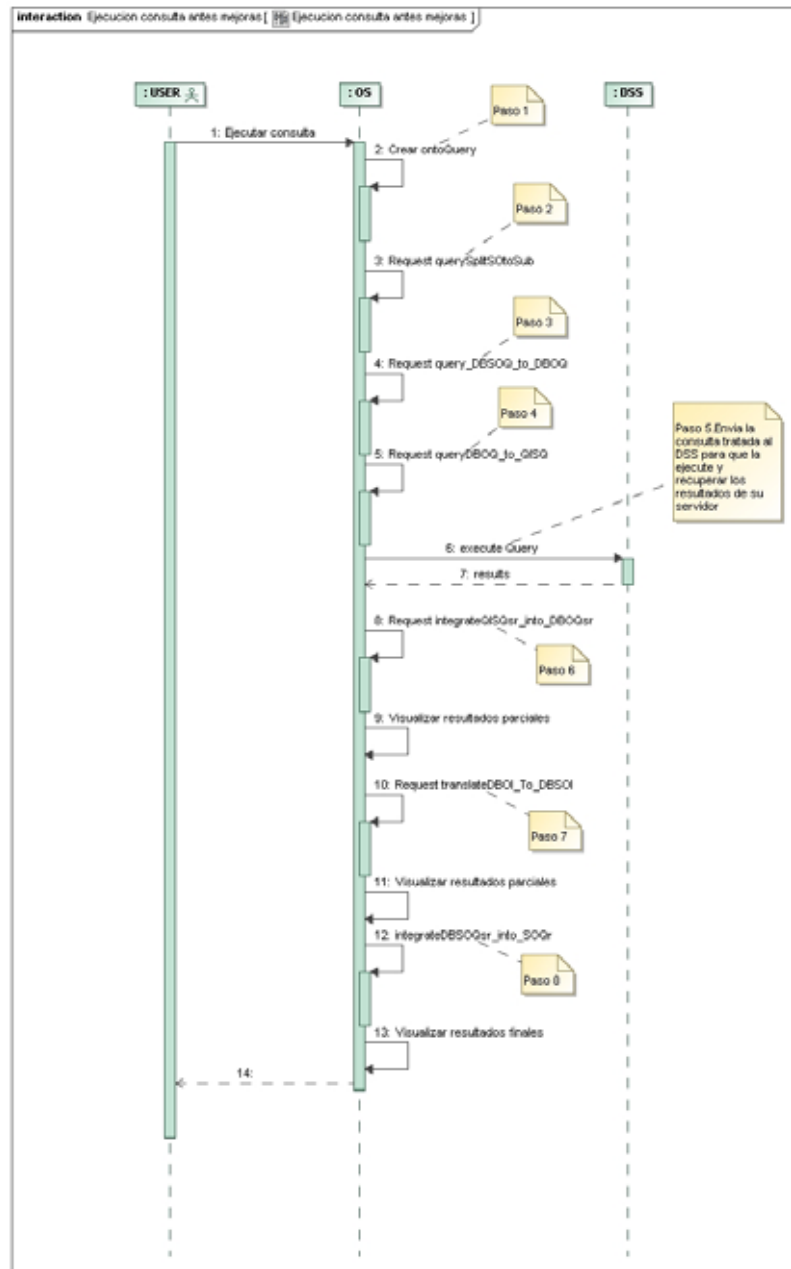 interaction Ejecucion consulta antes mejoras [ Ejecucion consulta antes mejoras ]
: USER
: OS
: DSS
Paso 1
1: Ejecutar consulta
2: Crear ontoQuery
Paso 2
3: Request querySplitSOtoSub
Paso 3
4: Request query_DBSOQ_to_DBOQ
Paso 4
5: Request queryDBOQ_to_QISQ
Paso 5.Envia la
consulta tratada al
DSS para que la
ejecute y
recuperar los
resultados de su
servidor
6: execute Query
7: results
8: Request integrateQISQsr_into_DBOQsr
Paso 6
9: Visualizar resultados parciales
10: Request translateDBOI_To_DBSOI
Paso 7
11: Visualizar resultados parciales
12: integrateDBSOQsr_into_SOQr
Paso 8
13: Visualizar resultados finales
14: